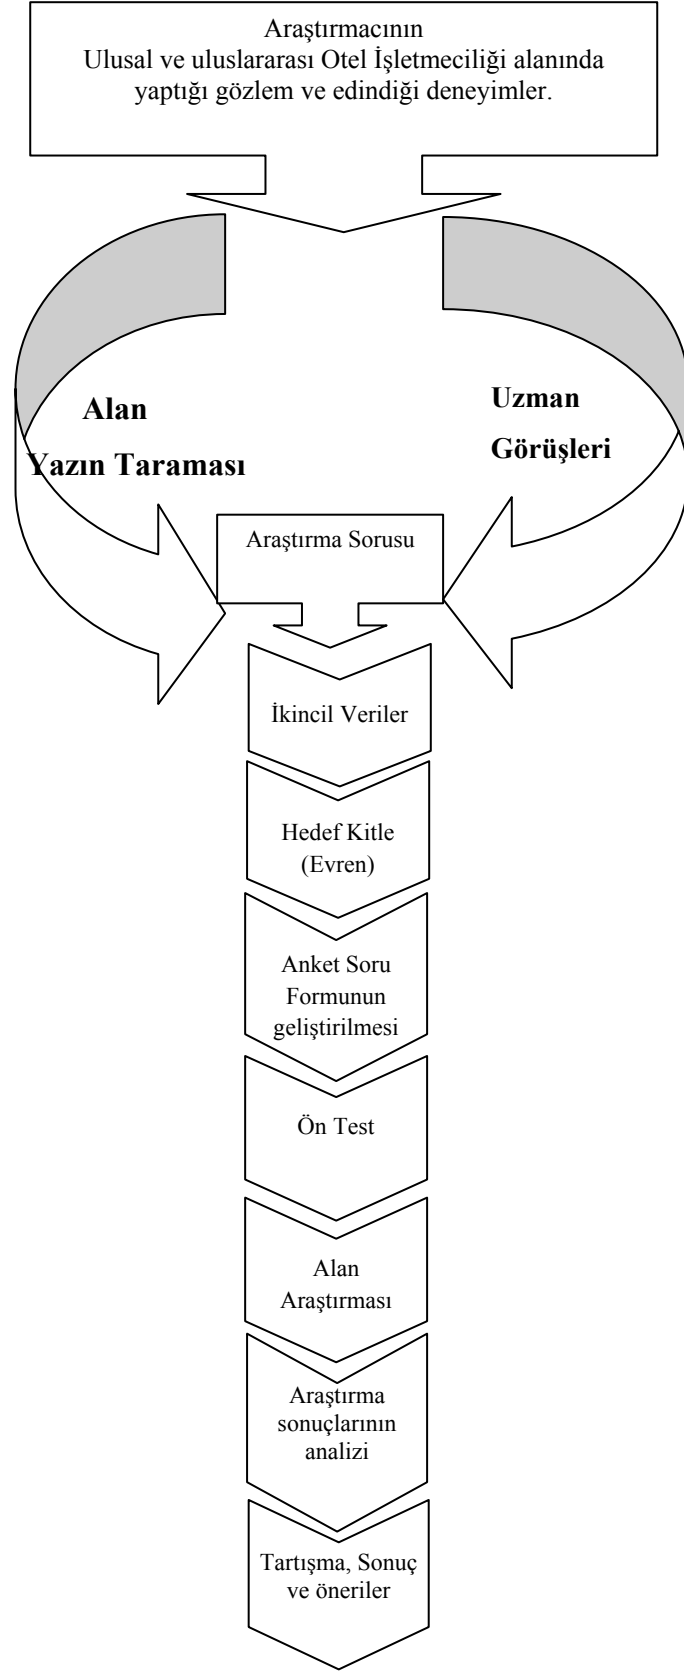 Araştırmacının
Ulusal ve uluslararası Otel İşletmeciliği alanında
yaptığı gözlem ve edindiği deneyimler.
Alan
Yazın Taraması
Uzman
Görüşleri
Araştırma Sorusu
İkincil Veriler
Hedef Kitle
(Evren)
Anket Soru
Formunun
geliştirilmesi
Ön Test
Alan
Araştırması
Araştırma
sonuçlarının
analizi
Tartışma, Sonuç
ve öneriler